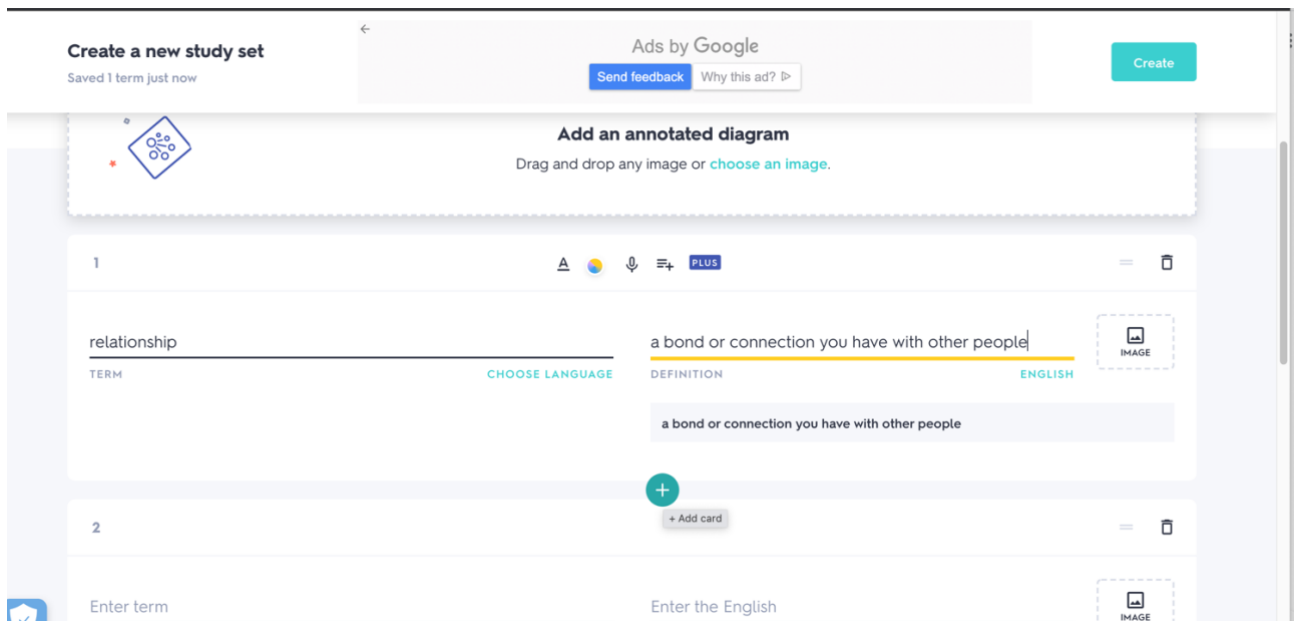 Create a new study set
Saved 1 term just now
Ads by Google
Send feedback
Why this ad?
Create
Add an annotated diagram
Drag and drop any image or choose an image.
1
A
PLUS
relationship
a bond or connection you have with other people
IMAGE
TERM
CHOOSE LANGUAGE
DEFINITION
ENGLISH
a bond or connection you have with other people
+ Add card
2
Enter term
Enter the English
IMAGE